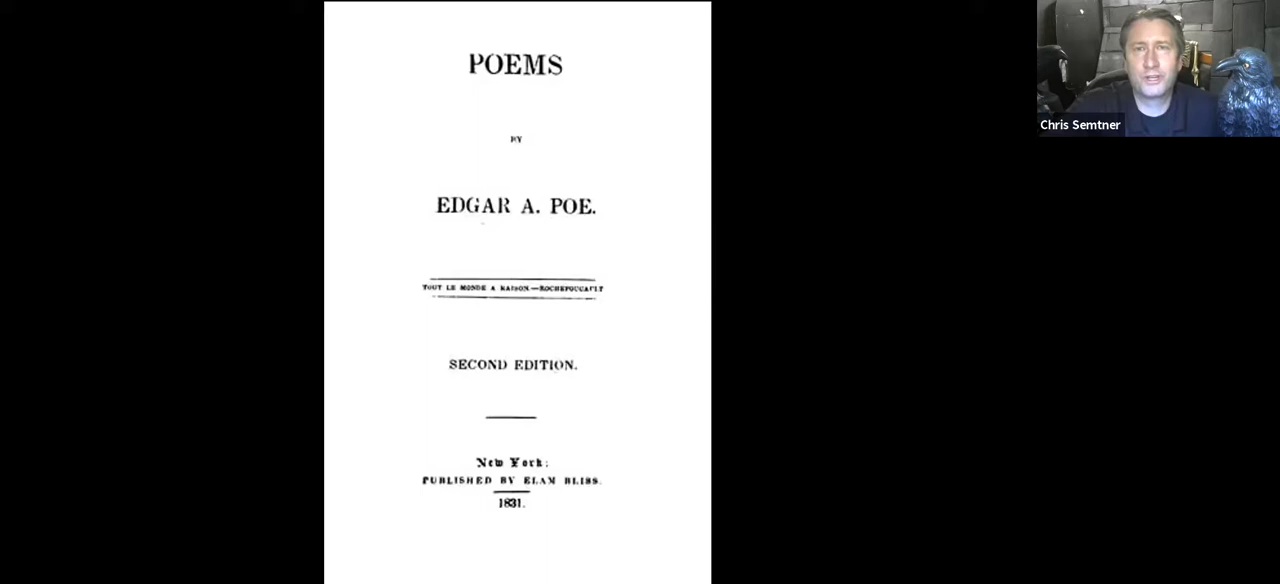 POEMS
BY
EDGAR A. POE.
TOUT LE MONDE A RAISON.—ROCHEFOUCAULT
SECOND EDITION.
New York:
PUBLISHED BY ELAM BLISS.
1831.
Chris Semtner